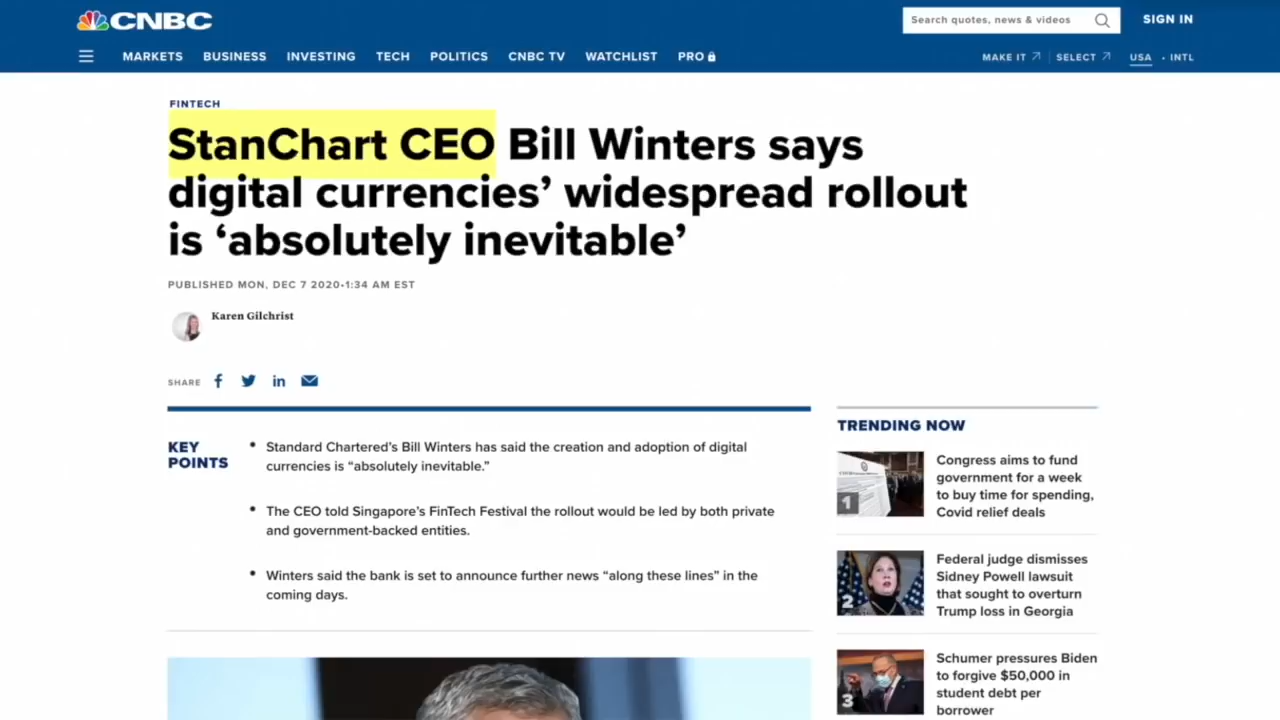 CNBC
Search quotes, news & videos
SIGN IN
MARKETS BUSINESS INVESTING TECH POLITICS CNBC TV WATCHLIST PRO
MAKE IT SELECT USA • INTL
FINTECH
StanChart CEO Bill Winters says
digital currencies’ widespread rollout
is ‘absolutely inevitable’
PUBLISHED MON, DEC 7 2020•1:34 AM EST
Karen Gilchrist
SHARE
KEY
POINTS
• Standard Chartered’s Bill Winters has said the creation and adoption of digital
currencies is “absolutely inevitable.”
• The CEO told Singapore’s FinTech Festival the rollout would be led by both private
and government-backed entities.
• Winters said the bank is set to announce further news “along these lines” in the
coming days.
TRENDING NOW
1
Congress aims to fund
government for a week
to buy time for spending,
Covid relief deals
2
Federal judge dismisses
Sidney Powell lawsuit
that sought to overturn
Trump loss in Georgia
3
Schumer pressures Biden
to forgive $50,000 in
student debt per
borrower